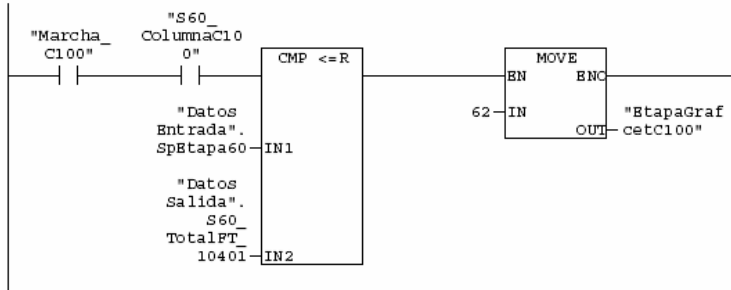 "Marcha_
C100"
"S60_
ColumnaC10
0"
CMP <=R
MOVE
EN
ENO
"Datos
Entrada".
SpEtapa60
IN1
62
IN
"EtapaGraf
OUT
cetC100"
"Datos
Salida".
S60_
TotalFT_
10401
IN2